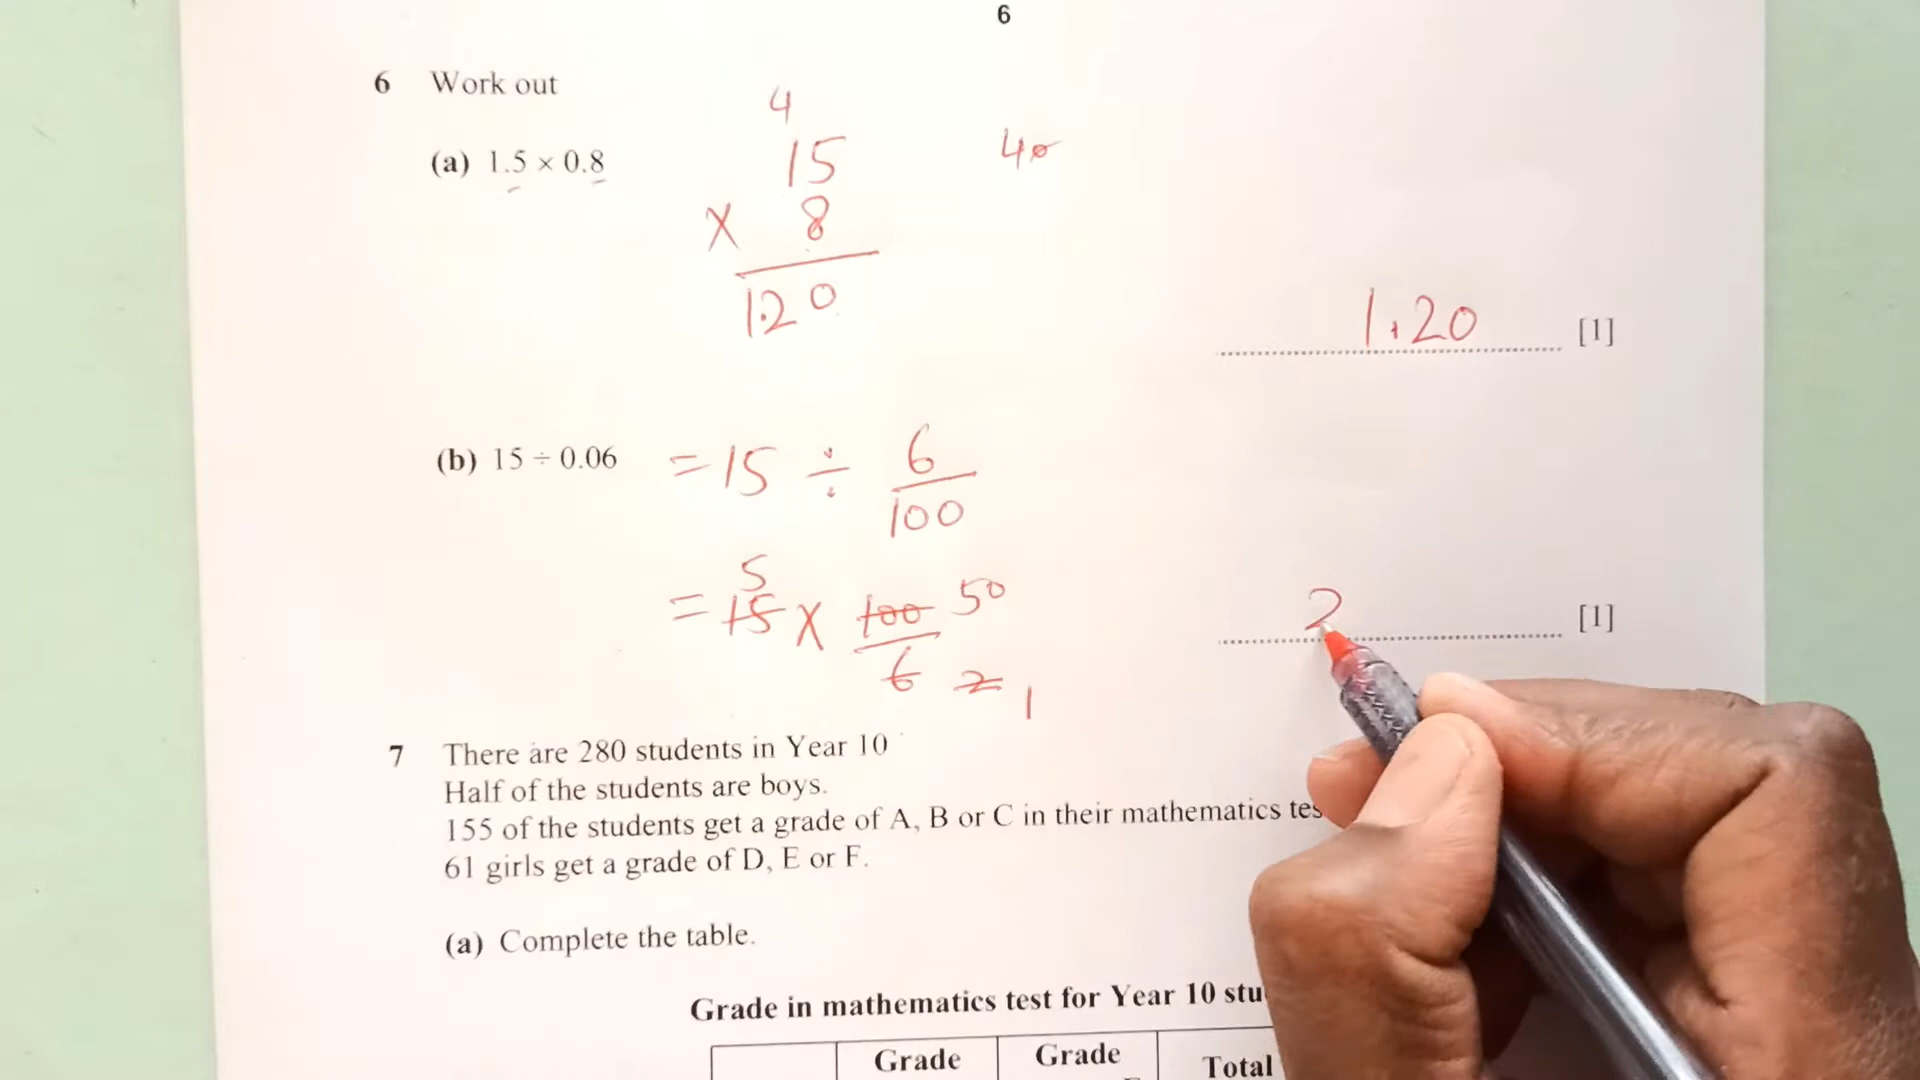 6
6 Work out
4
(a) 1.5 × 0.8
15
40
× 8
120
1.20 [1]
(b) 15 ÷ 0.06 = 15 ÷ 6
100
5
= 15 × 100 50
6 2 1
2 [1]
7 There are 280 students in Year 10
Half of the students are boys.
155 of the students get a grade of A, B or C in their mathematics
61 girls get a grade of D, E or F.
(a) Complete the table.
Grade in mathematics test for Year 10
Grade Grade Total